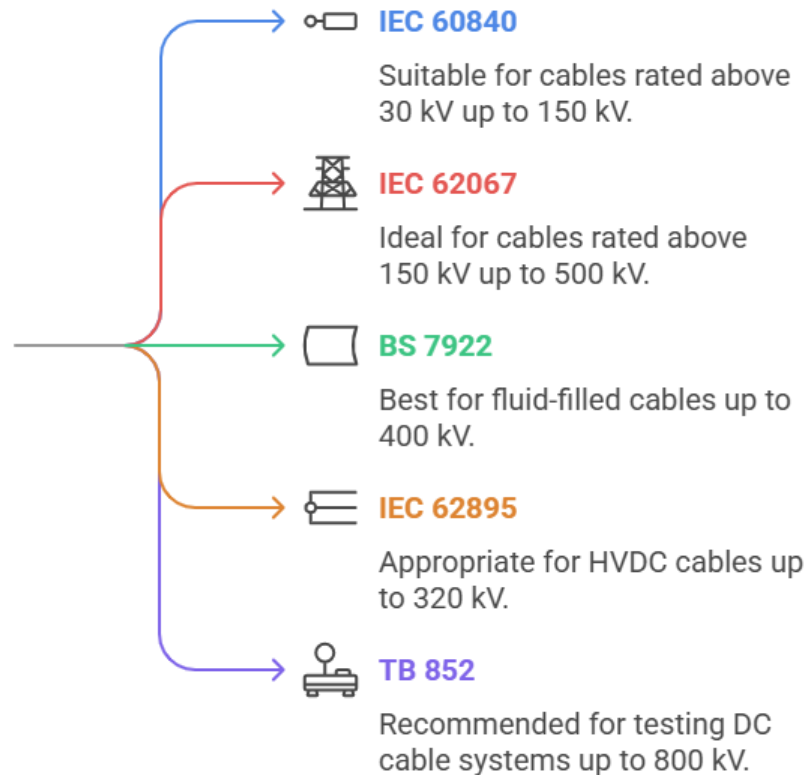 IEC 60840
Suitable for cables rated above
30 kV up to 150 kV.
IEC 62067
Ideal for cables rated above
150 kV up to 500 kV.
BS 7922
Best for fluid-filled cables up to
400 kV.
IEC 62895
Appropriate for HVDC cables up
to 320 kV.
TB 852
Recommended for testing DC
cable systems up to 800 kV.